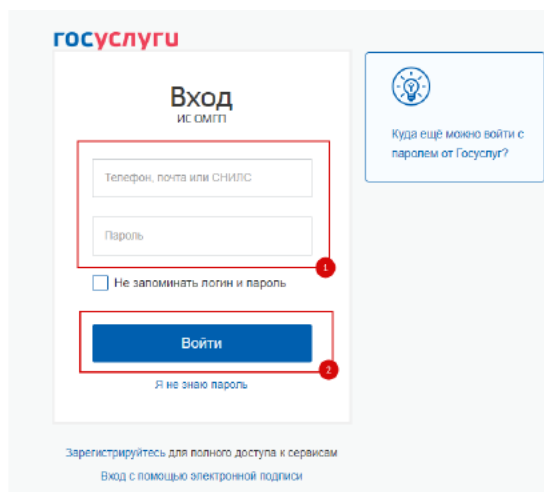 госуслуги
Вход
ИС ОМГП
Куда ещё можно войти с
паролем от Госуслуг?
Телефон, почта или СНИЛС
Пароль
1
Не запоминать логин и пароль
Войти
2
Я не знаю пароль
Зарегистрируйтесь для полного доступа к сервисам
Вход с помощью электронной подписи